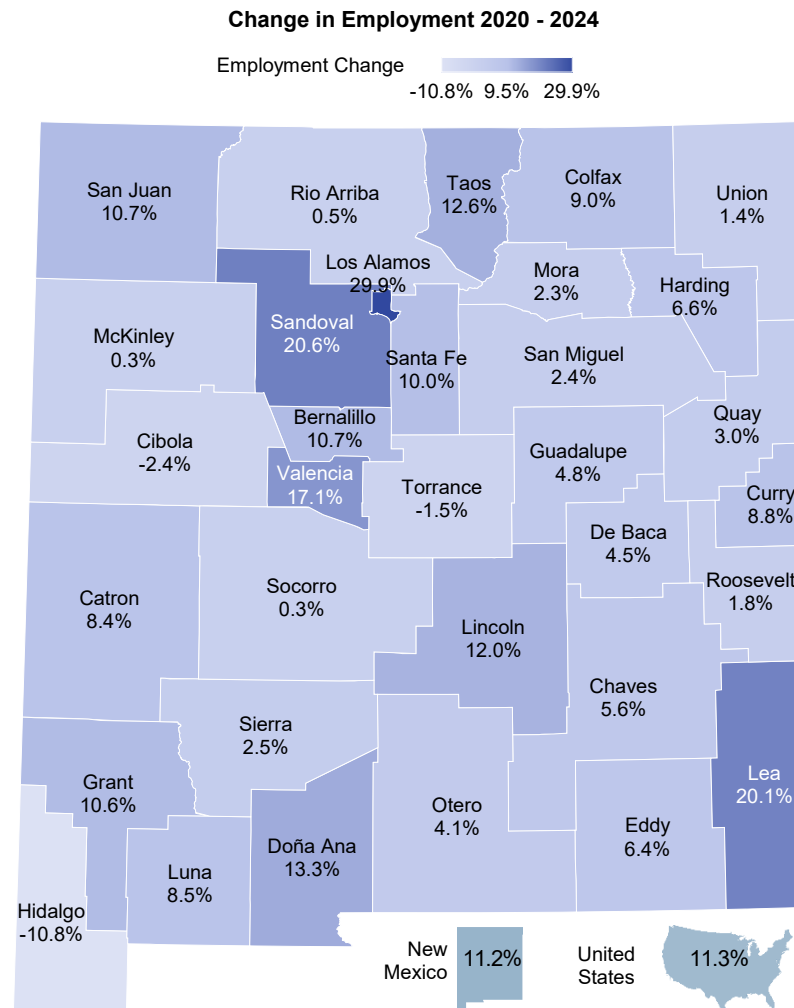 Change in Employment 2020 - 2024
Employment Change
-10.8% 9.5% 29.9%
San Juan
10.7%
Rio Arriba
0.5%
Taos
12.6%
Colfax
9.0%
Union
1.4%
Los Alamos
29.9%
Mora
2.3%
Harding
6.6%
McKinley
0.3%
Sandoval
20.6%
Santa Fe
10.0%
San Miguel
2.4%
Quay
3.0%
Cibola
-2.4%
Bernalillo
10.7%
Valencia
17.1%
Torrance
-1.5%
Guadalupe
4.8%
Curry
8.8%
De Baca
4.5%
Roosevelt
1.8%
Catron
8.4%
Socorro
0.3%
Lincoln
12.0%
Chaves
5.6%
Sierra
2.5%
Lea
20.1%
Grant
10.6%
Otero
4.1%
Eddy
6.4%
Doña Ana
13.3%
Luna
8.5%
Hidalgo
-10.8%
New
Mexico
11.2%
United
States
11.3%